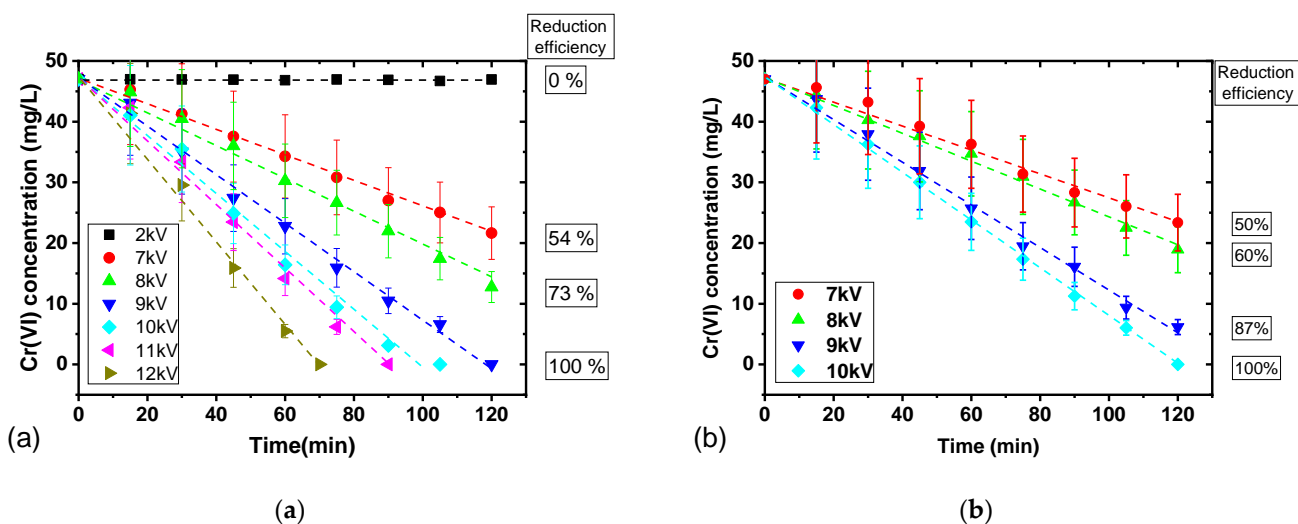 Reduction
efficiency
50
40
30
20
10
0
Cr(VI) concentration (mg/L)
2kV
7kV
8kV
9kV
10kV
11kV
12kV
0 %
54 %
73 %
100 %
0 20 40 60 80 100 120
Time(min)
(a)
(a)
Reduction
efficiency
50
40
30
20
10
0
Cr(VI) concentration (mg/L)
7kV
8kV
9kV
10kV
50%
60%
87%
100%
0 20 40 60 80 100 120
Time (min)
(b)
(b)